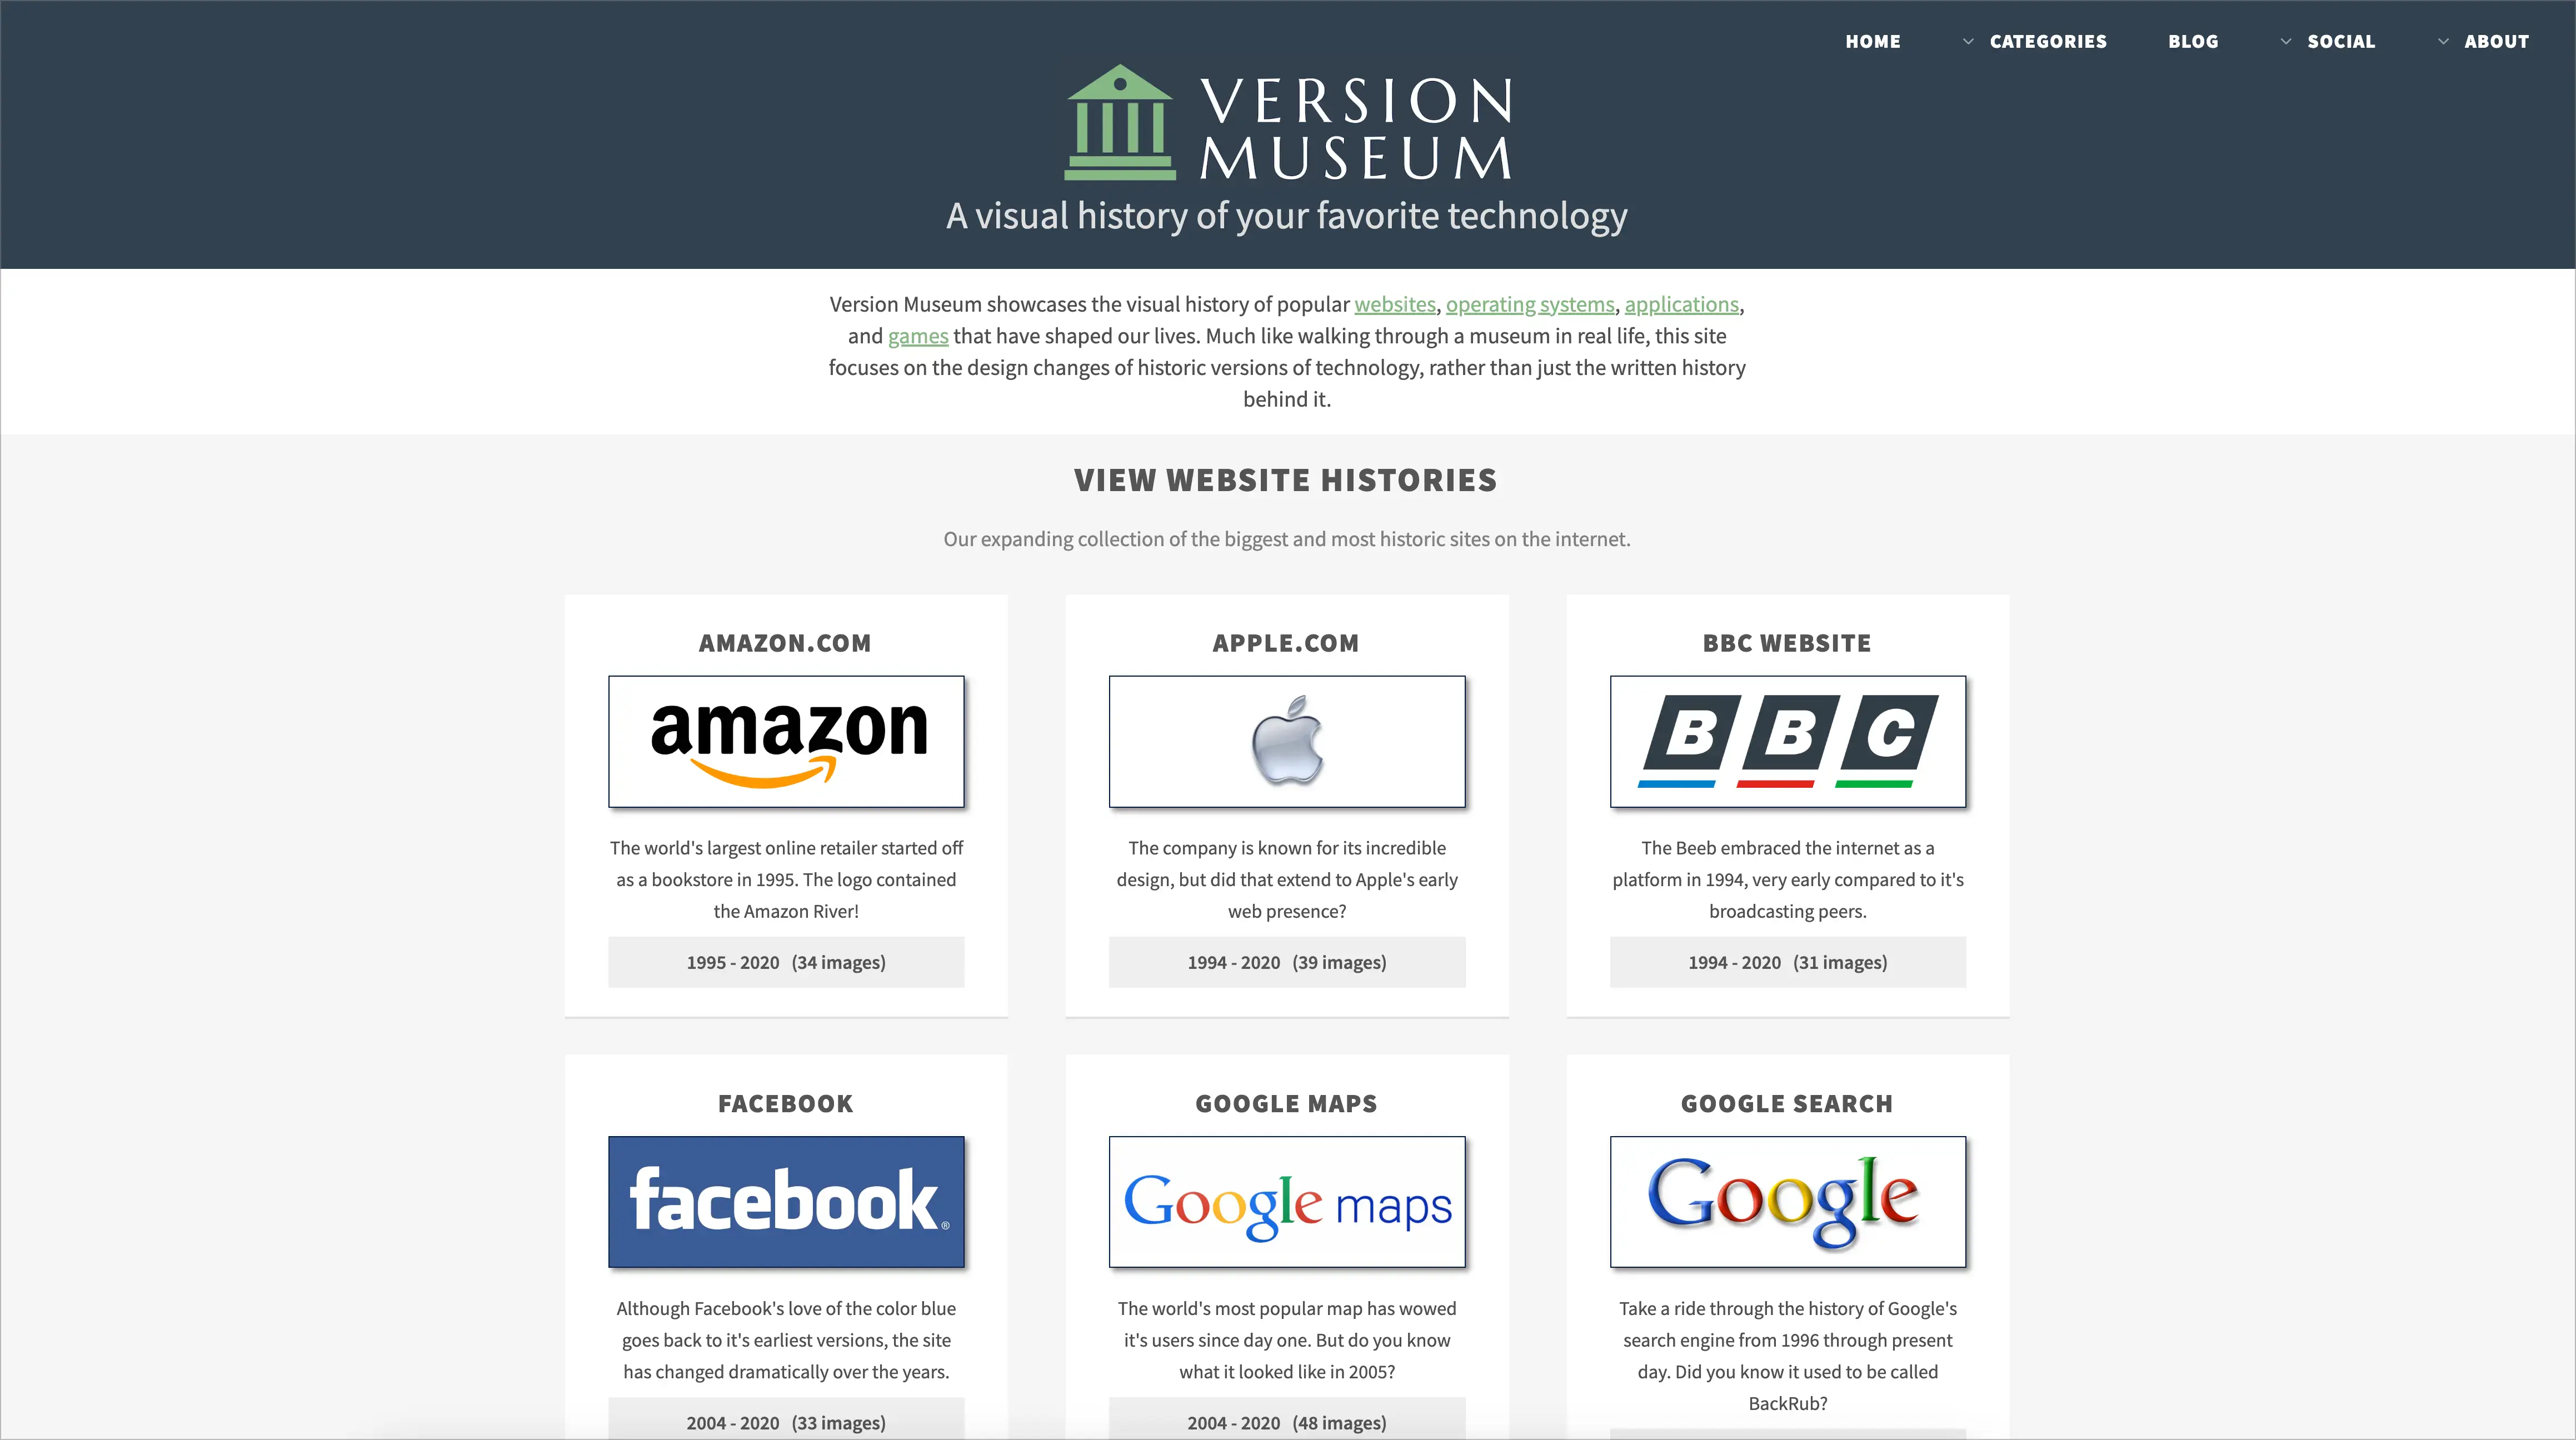 HOME CATEGORIES BLOG SOCIAL ABOUT
VERSION
MUSEUM
A visual history of your favorite technology
Version Museum showcases the visual history of popular websites, operating systems, applications,
and games that have shaped our lives. Much like walking through a museum in real life, this site
focuses on the design changes of historic versions of technology, rather than just the written history
behind it.
VIEW WEBSITE HISTORIES
Our expanding collection of the biggest and most historic sites on the internet.
AMAZON.COM
amazon
The world's largest online retailer started off
as a bookstore in 1995. The logo contained
the Amazon River!
1995 - 2020 (34 images)
APPLE.COM
The company is known for its incredible
design, but did that extend to Apple's early
web presence?
1994 - 2020 (39 images)
BBC WEBSITE
BBC
The Beeb embraced the internet as a
platform in 1994, very early compared to it's
broadcasting peers.
1994 - 2020 (31 images)
FACEBOOK
facebook®
Although Facebook's love of the color blue
goes back to it's earliest versions, the site
has changed dramatically over the years.
2004 - 2020 (33 images)
GOOGLE MAPS
Google maps
The world's most popular map has wowed
it's users since day one. But do you know
what it looked like in 2005?
2004 - 2020 (48 images)
GOOGLE SEARCH
Google
Take a ride through the history of Google's
search engine from 1996 through present
day. Did you know it used to be called
BackRub?